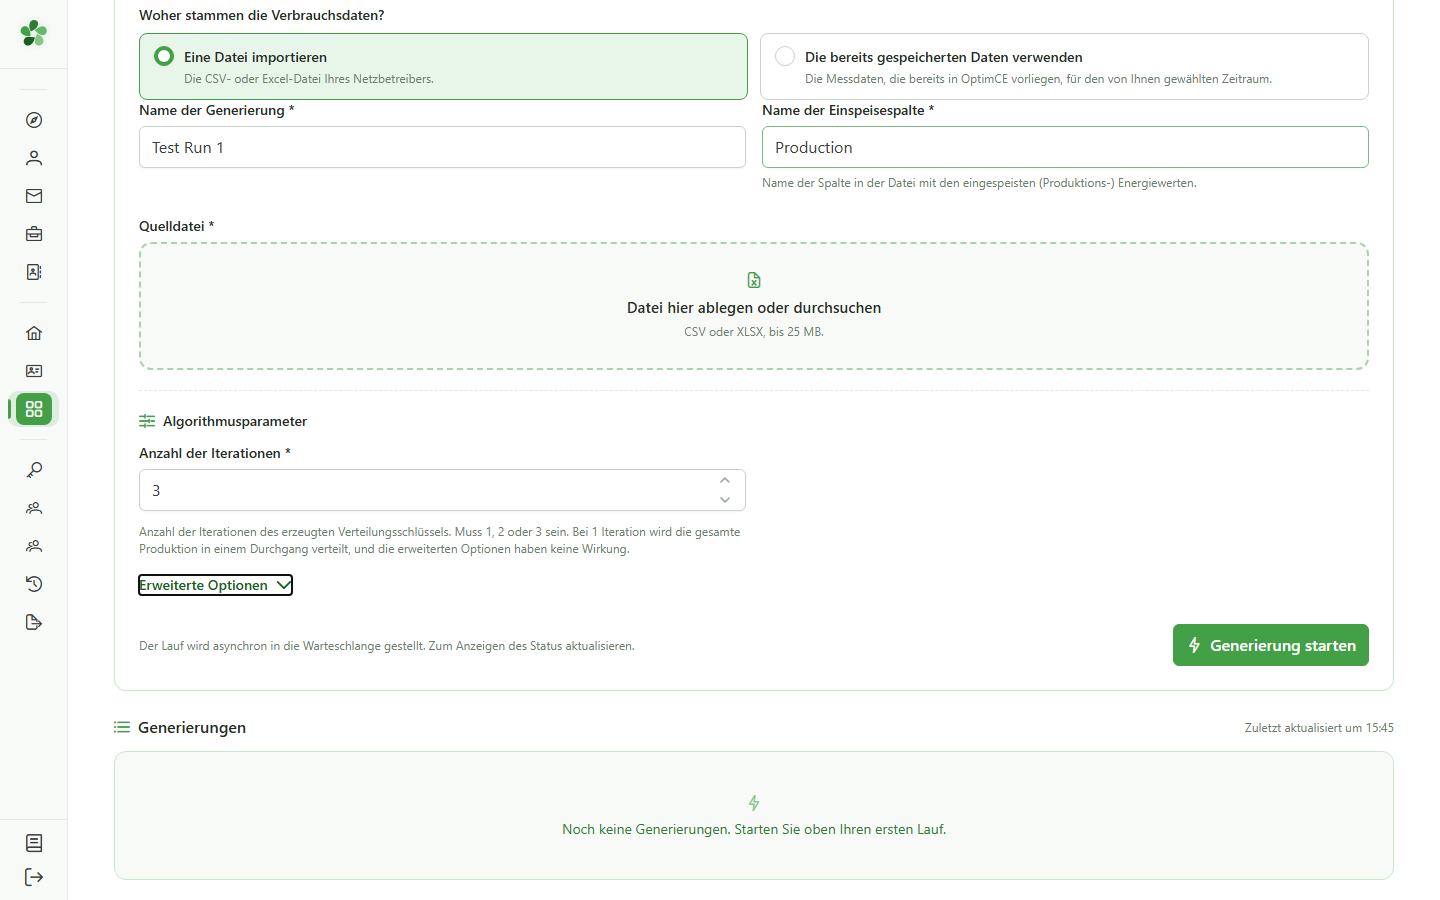 Woher stammen die Verbrauchsdaten?
Eine Datei importieren
Die CSV- oder Excel-Datei Ihres Netzbetreibers.
Die bereits gespeicherten Daten verwenden
Die Messdaten, die bereits in OptimCE vorliegen, für den von Ihnen gewählten Zeitraum.
Name der Generierung *
Test Run 1
Name der Einspeisespalte *
Production
Name der Spalte in der Datei mit den eingespeisten (Produktions-) Energiewerten.
Quelldatei *
Datei hier ablegen oder durchsuchen
CSV oder XLSX, bis 25 MB.
Algorithmusparameter
Anzahl der Iterationen *
3
Anzahl der Iterationen des erzeugten Verteilungsschlüssels. Muss 1, 2 oder 3 sein. Bei 1 Iteration wird die gesamte
Produktion in einem Durchgang verteilt, und die erweiterten Optionen haben keine Wirkung.
Erweiterte Optionen
Der Lauf wird asynchron in die Warteschlange gestellt. Zum Anzeigen des Status aktualisieren.
Generierung starten
Generierungen
Zuletzt aktualisiert um 15:45
Noch keine Generierungen. Starten Sie oben Ihren ersten Lauf.